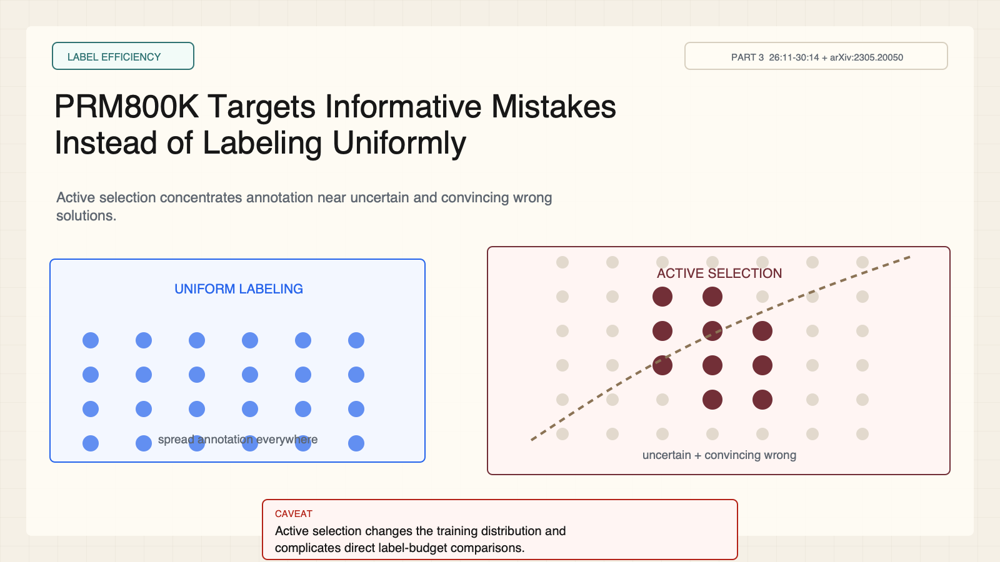 LABEL EFFICIENCY
PART 3 26:11-30:14 + arXiv:2305.20050
PRM800K Targets Informative Mistakes
Instead of Labeling Uniformly
Active selection concentrates annotation near uncertain and convincing wrong
solutions.
UNIFORM LABELING
spread annotation everywhere
ACTIVE SELECTION
uncertain + convincing wrong
CAVEAT
Active selection changes the training distribution and
complicates direct label-budget comparisons.